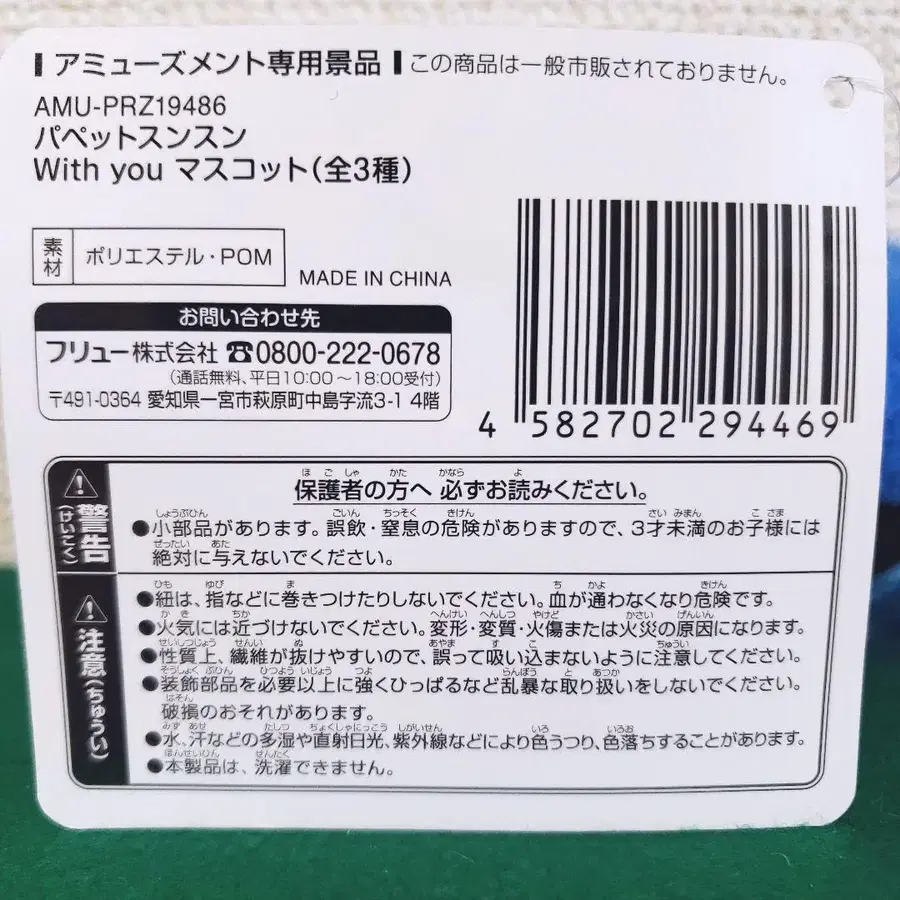 アミューズメント専用景品 この商品は一般市販されておりません。
AMU-PRZ19486
パペットスンスン
With you マスコット(全3種)
素材 ポリエステル・POM
MADE IN CHINA
お問い合わせ先
フリュー株式会社 ☎0800-222-0678
(通話無料、平日10:00～18:00受付)
〒491-0364 愛知県一宮市萩原町中島字流3-1 4階
4 582702 294469
警告(けいこく)
保護者の方へ 必ずお読みください。
●小部品があります。誤飲・窒息の危険がありますので、3才未満のお子様には
絶対に与えないでください。
注意(ちゅうい)
●紐は、指などに巻きつけたりしないでください。血が通わなくなり危険です。
●火気には近づけないでください。変形・変質・火傷または火災の原因になります。
●性質上、繊維が抜けやすいので、誤って吸い込まないように注意してください。
●装飾部品を必要以上に強くひっぱるなど乱暴な取り扱いをしないでください。
破損のおそれがあります。
●水、汗などの多湿や直射日光、紫外線などにより色うつり、色落ちすることがあります。
●本製品は、洗濯できません。